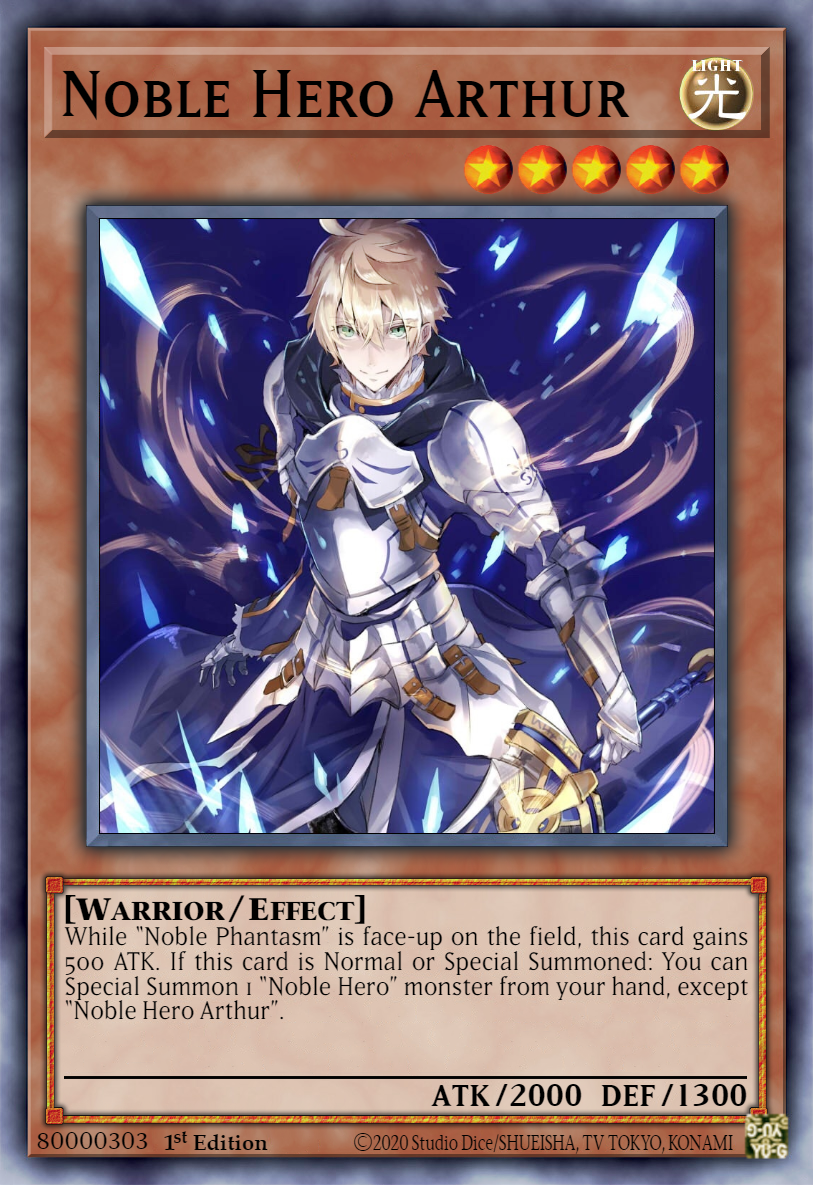 Noble Hero Arthur
LIGHT
光
[Warrior/Effect]
While “Noble Phantasm” is face-up on the field, this card gains
500 ATK. If this card is Normal or Special Summoned: You can
Special Summon 1 “Noble Hero” monster from your hand, except
“Noble Hero Arthur”.
ATK/2000 DEF/1300
80000303 1st Edition ©2020 Studio Dice/SHUEISHA, TV TOKYO, KONAMI